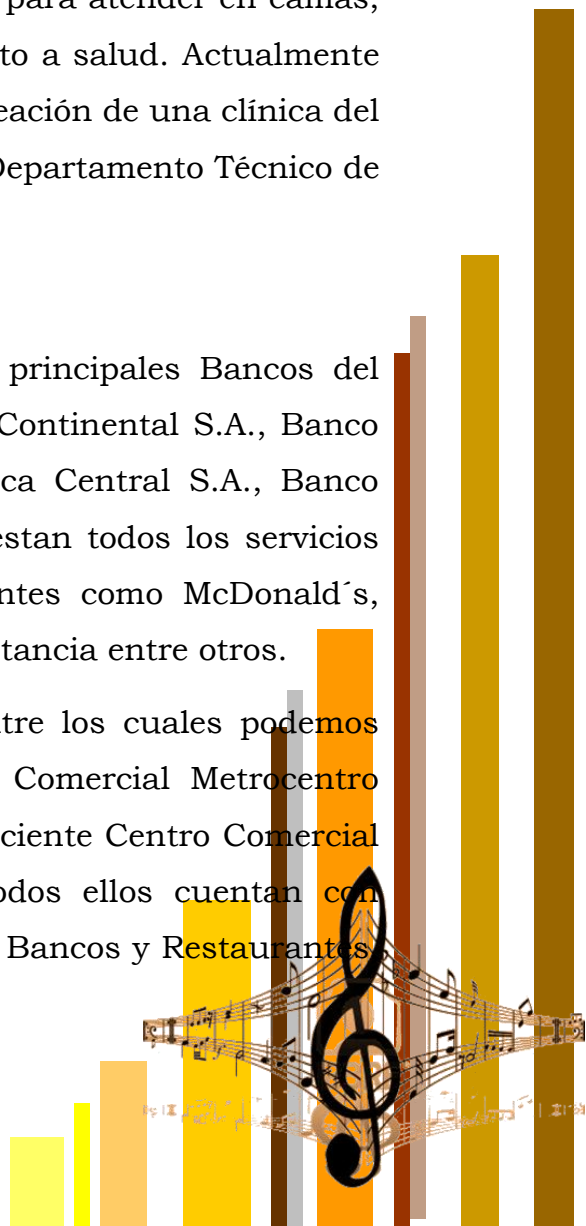 para atender en camas,
to a salud. Actualmente
eación de una clínica del
Departamento Técnico de
principales Bancos del
Continental S.A., Banco
ca Central S.A., Banco
estan todos los servicios
ntes como McDonald´s,
tancia entre otros.
tre los cuales podemos
Comercial Metrocentro
ciente Centro Comercial
odos ellos cuentan con
Bancos y Restaurantes.